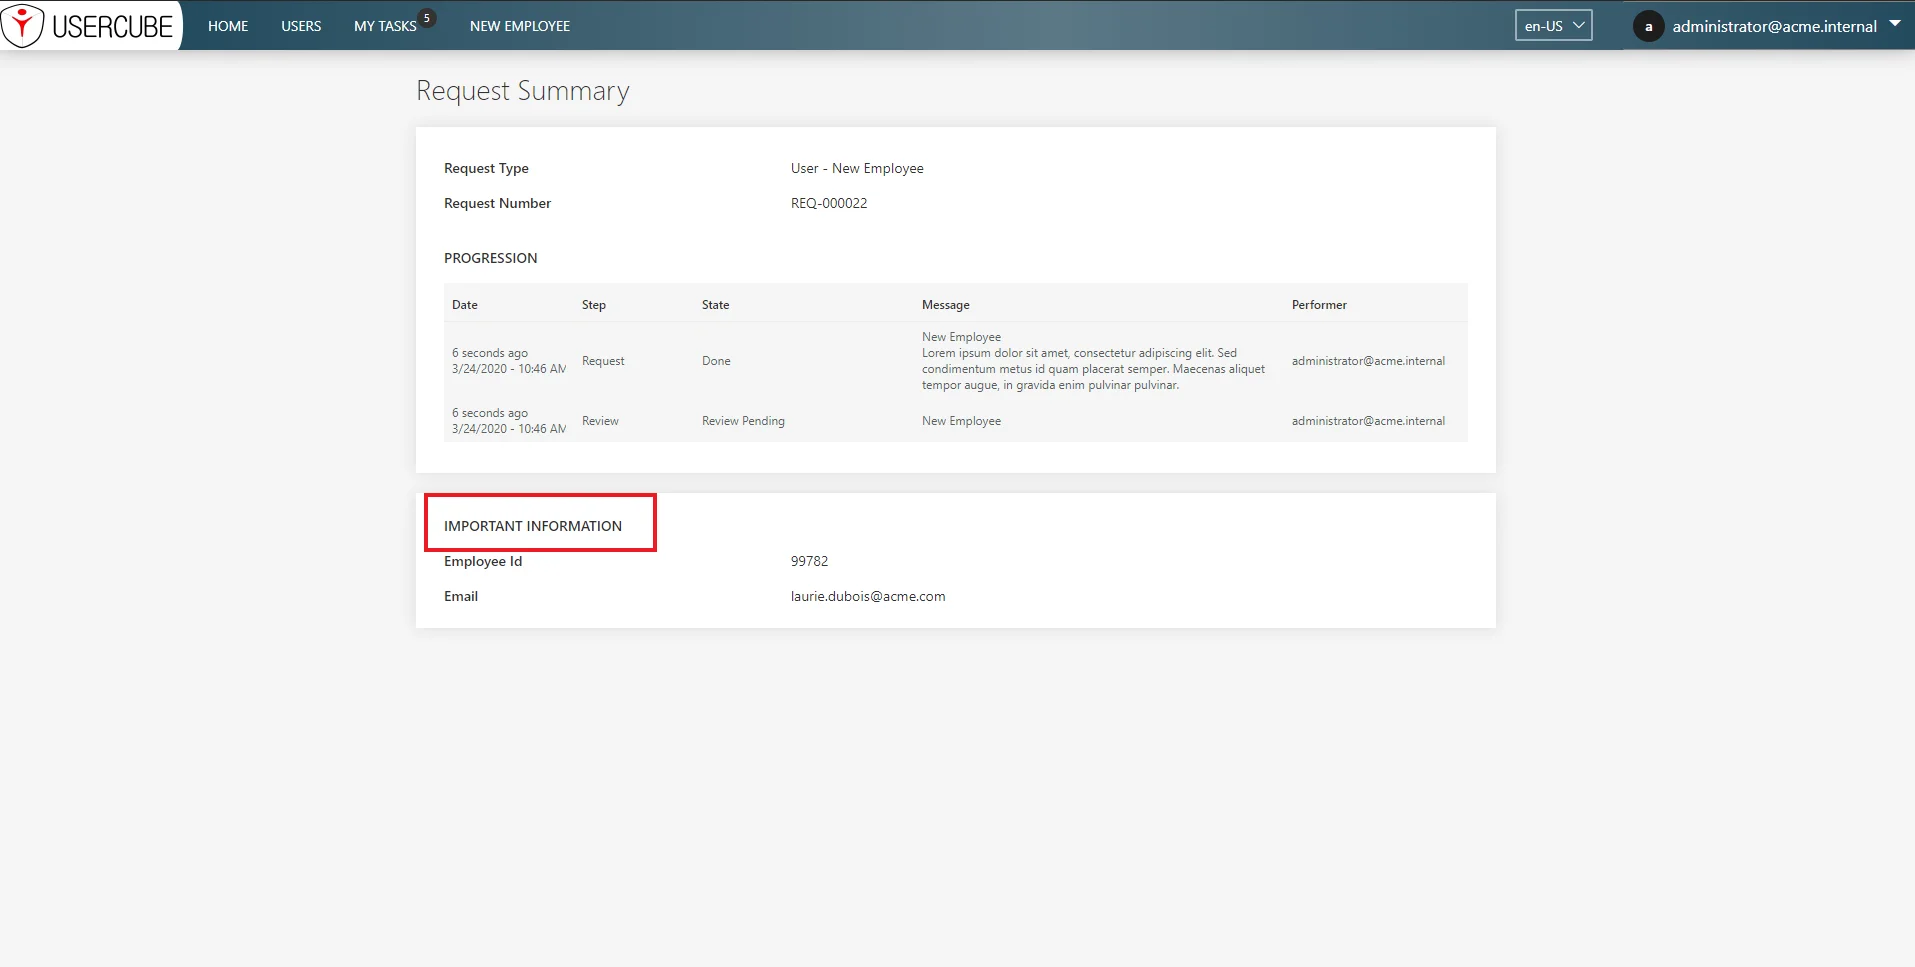 USERCUBE HOME USERS MY TASKS 5 NEW EMPLOYEE en-US a administrator@acme.internal
Request Summary
Request Type User - New Employee
Request Number REQ-000022
PROGRESSION
Date Step State Message Performer
6 seconds ago
3/24/2020 - 10:46 AM
Request
Done
New Employee
Lorem ipsum dolor sit amet, consectetur adipiscing elit. Sed
condimentum metus id quam placerat semper. Maecenas aliquet
tempor augue, in gravida enim pulvinar pulvinar.
administrator@acme.internal
6 seconds ago
3/24/2020 - 10:46 AM
Review
Review Pending
New Employee
administrator@acme.internal
IMPORTANT INFORMATION
Employee Id 99782
Email laurie.dubois@acme.com